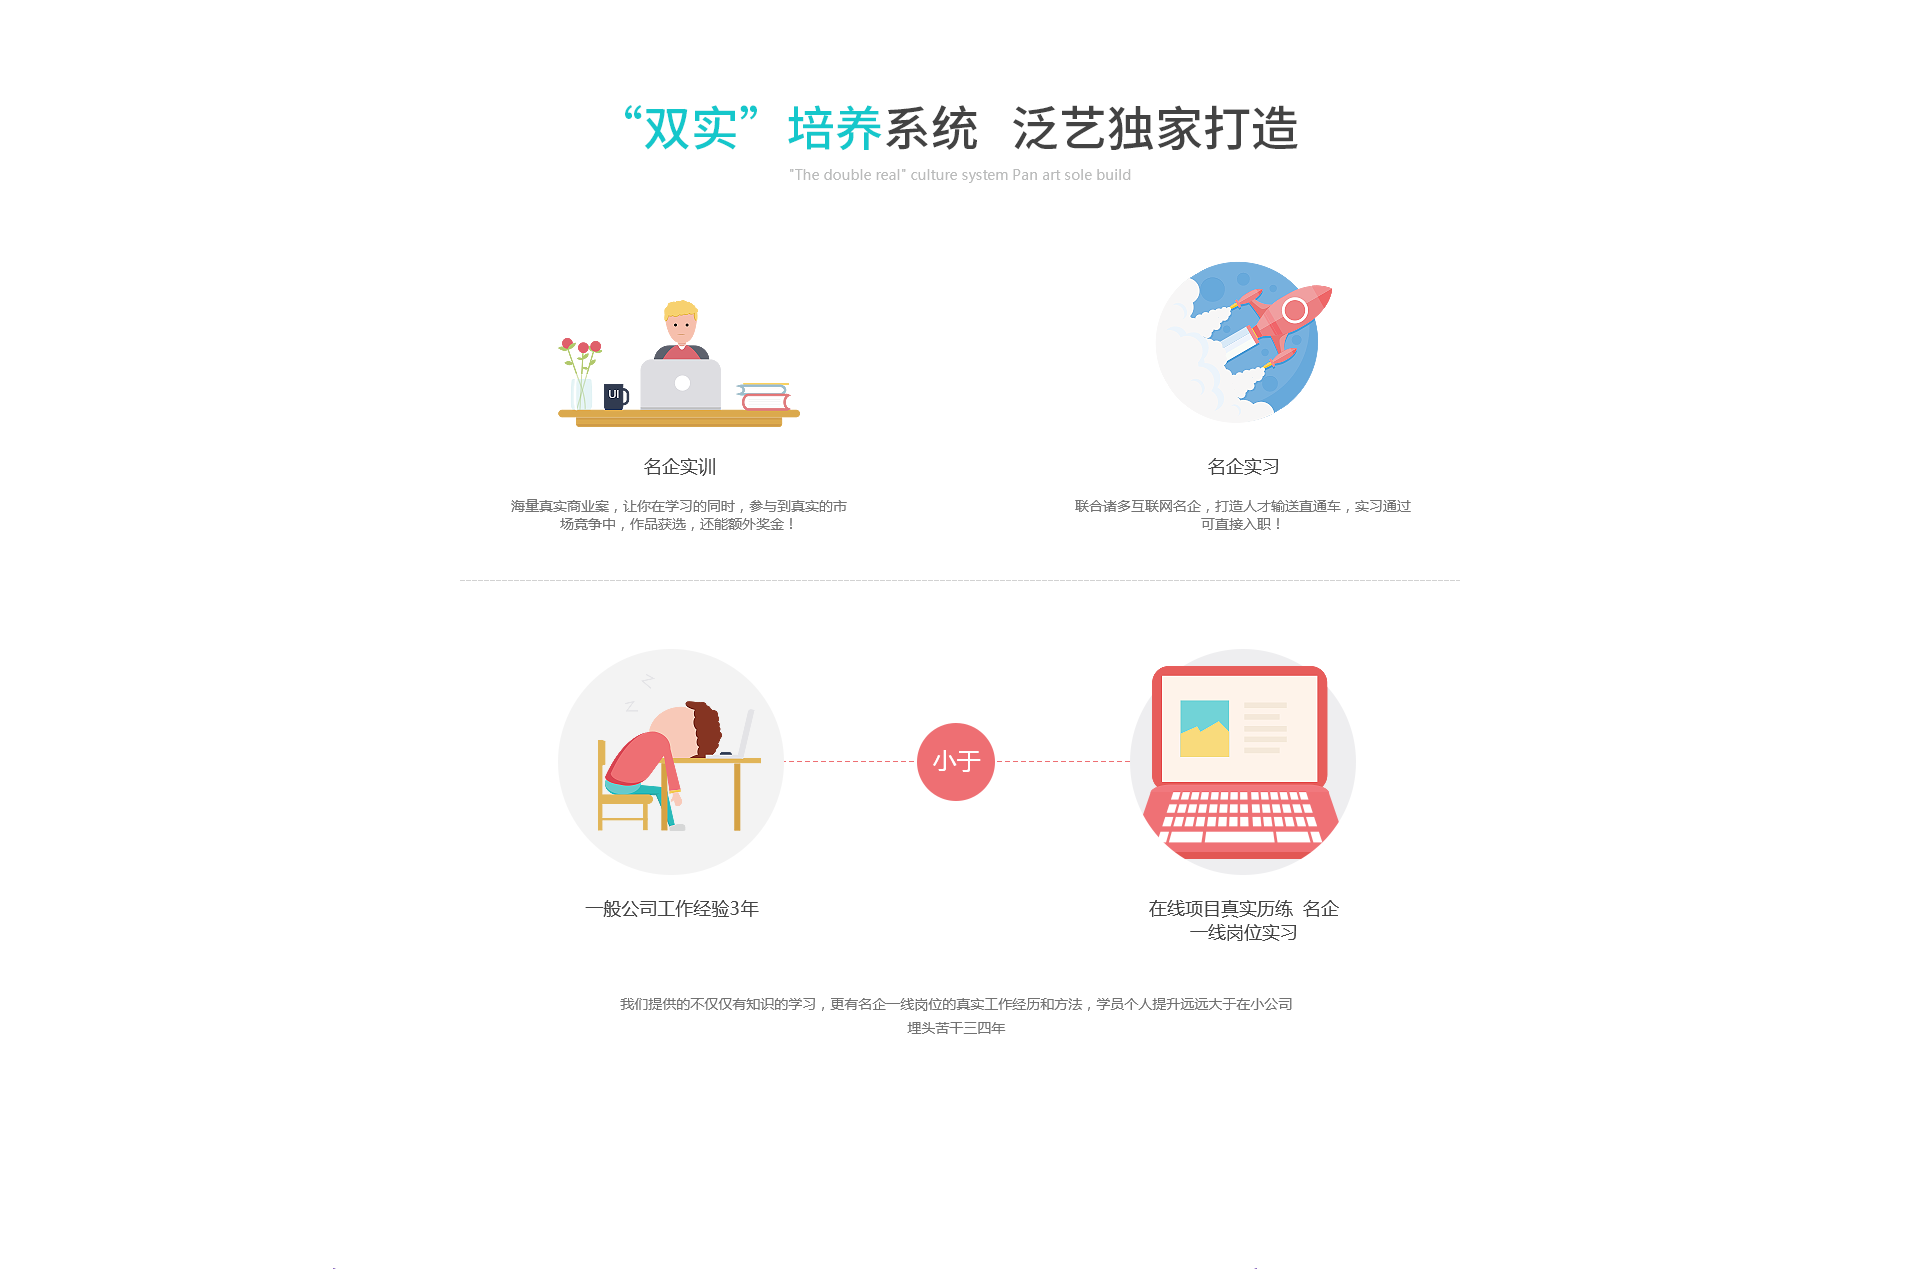 “双实”培养系统 泛艺独家打造
"The double real" culture system Pan art sole build
UI
名企实训
名企实习
海量真实商业案，让你在学习的同时，参与到真实的市
场竞争中，作品获选，还能额外奖金！
联合诸多互联网名企，打造人才输送直通车，实习通过
可直接入职！
Z
Z
小于
一般公司工作经验3年
在线项目真实历练 名企
一线岗位实习
我们提供的不仅仅有知识的学习，更有名企一线岗位的真实工作经历和方法，学员个人提升远远大于在小公司
埋头苦干三四年